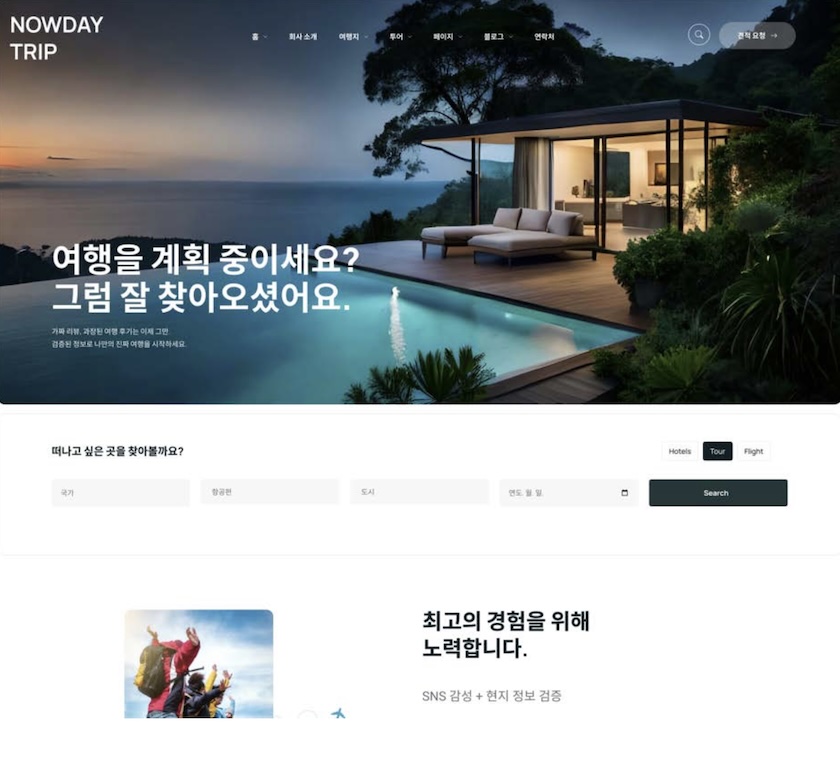 NOWDAY
TRIP
홈 회사 소개 여행지 투어 페이지 블로그 연락처
견적 요청 →
여행을 계획 중이세요?
그럼 잘 찾아오셨어요.
가짜 리뷰, 과장된 여행 후기는 이제 그만.
검증된 정보로 나만의 진짜 여행을 시작하세요.
떠나고 싶은 곳을 찾아볼까요?
Hotels Tour Flight
국가 항공편 도시 연도. 월. 일. Search
최고의 경험을 위해
노력합니다.
SNS 감성 + 현지 정보 검증